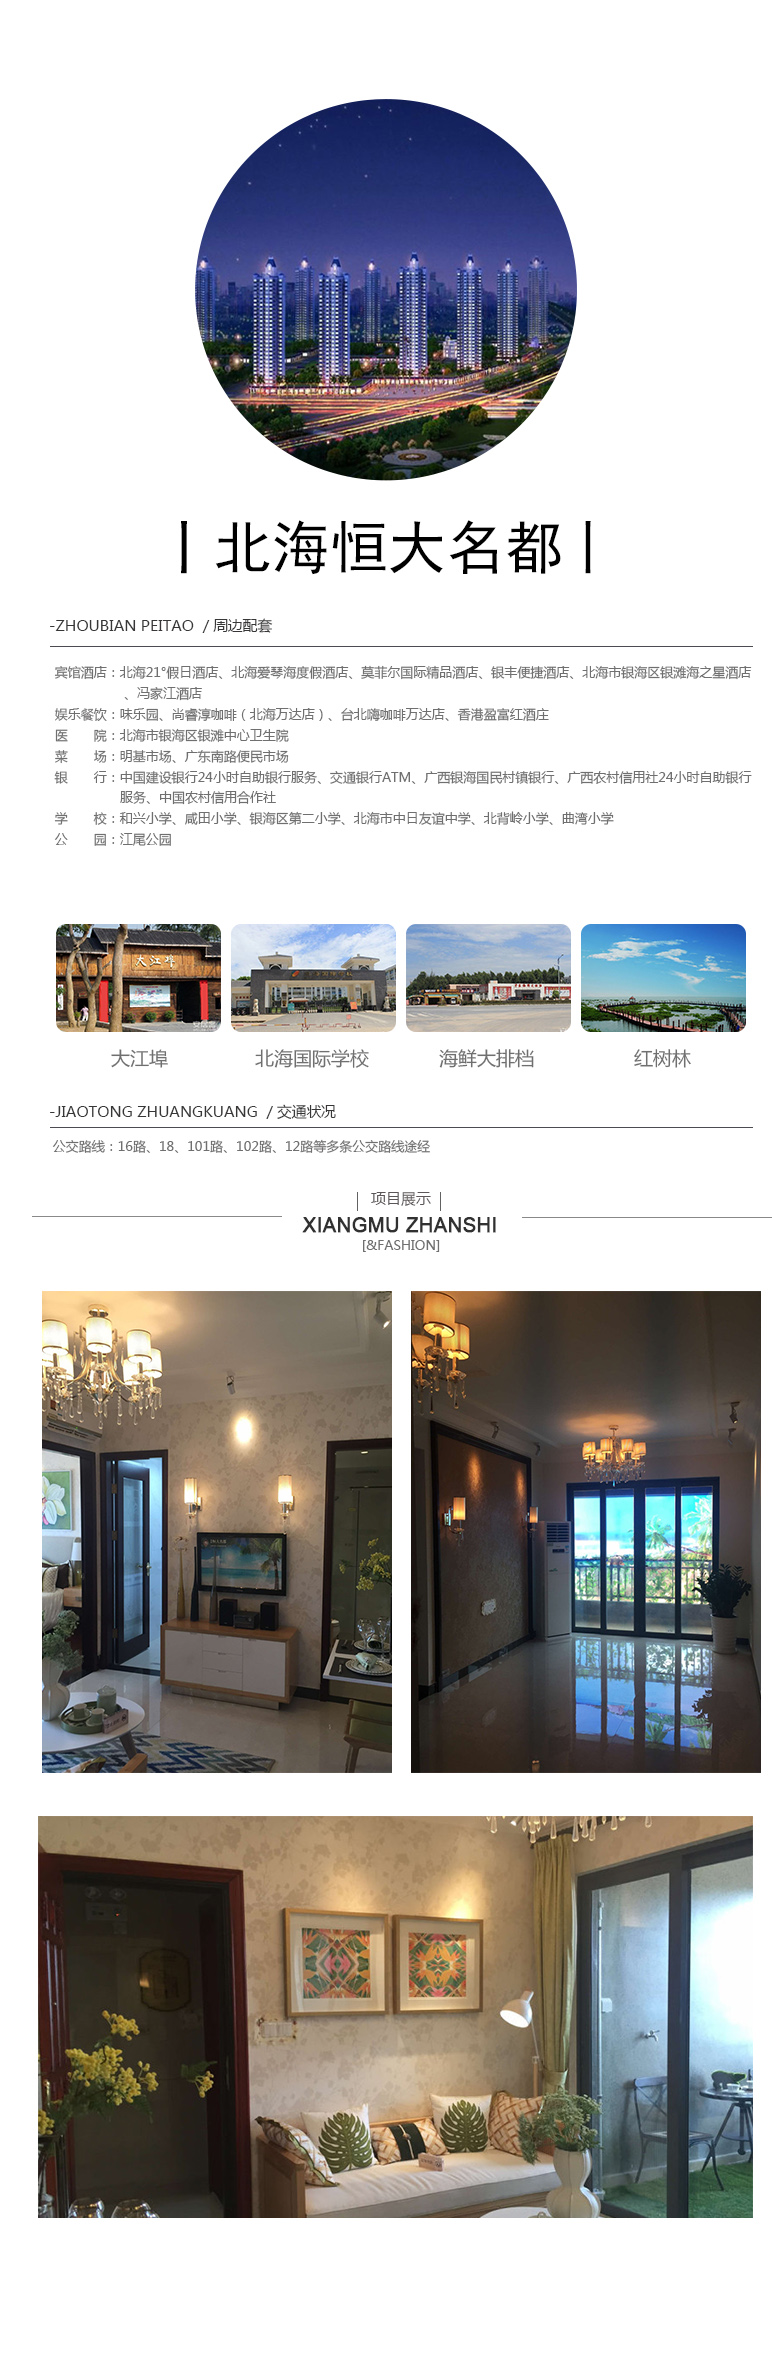 丨北海恒大名都丨
-ZHOUBIAN PEITAO / 周边配套
宾馆酒店：北海21°假日酒店、北海爱琴海度假酒店、莫菲尔国际精品酒店、银丰便捷酒店、北海市银海区银滩海之星酒店
、冯家江酒店
娱乐餐饮：味乐园、尚睿淳咖啡（北海万达店）、台北嗨咖啡万达店、香港盈富红酒庄
医　　院：北海市银海区银滩中心卫生院
菜　　场：明基市场、广东南路便民市场
银　　行：中国建设银行24小时自助银行服务、交通银行ATM、广西银海国民村镇银行、广西农村信用社24小时自助银行
服务、中国农村信用合作社
学　　校：和兴小学、咸田小学、银海区第二小学、北海市中日友谊中学、北背岭小学、曲湾小学
公　　园：江尾公园
大江埠
大江埠
北海国际学校
海鲜大排档
红树林
-JIAOTONG ZHUANGKUANG / 交通状况
公交路线：16路、18、101路、102路、12路等多条公交路线途经
项目展示
XIANGMU ZHANSHI
[&FASHION]